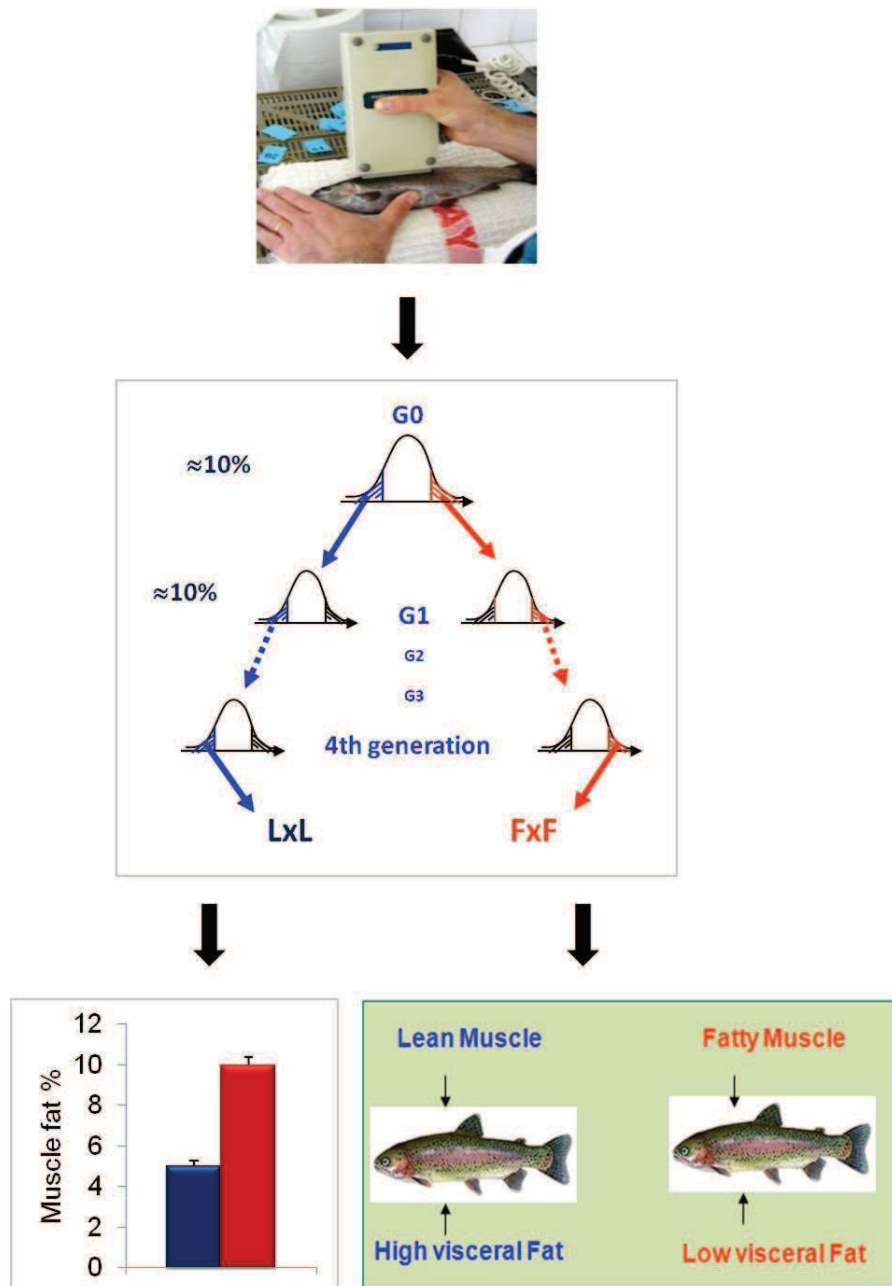 AY
G0
≈10%
≈10%
G1
G2
G3
4th generation
LxL
FxF
Muscle fat %
12
10
8
6
4
2
0
Lean Muscle
Fatty Muscle
High visceral Fat
Low visceral Fat